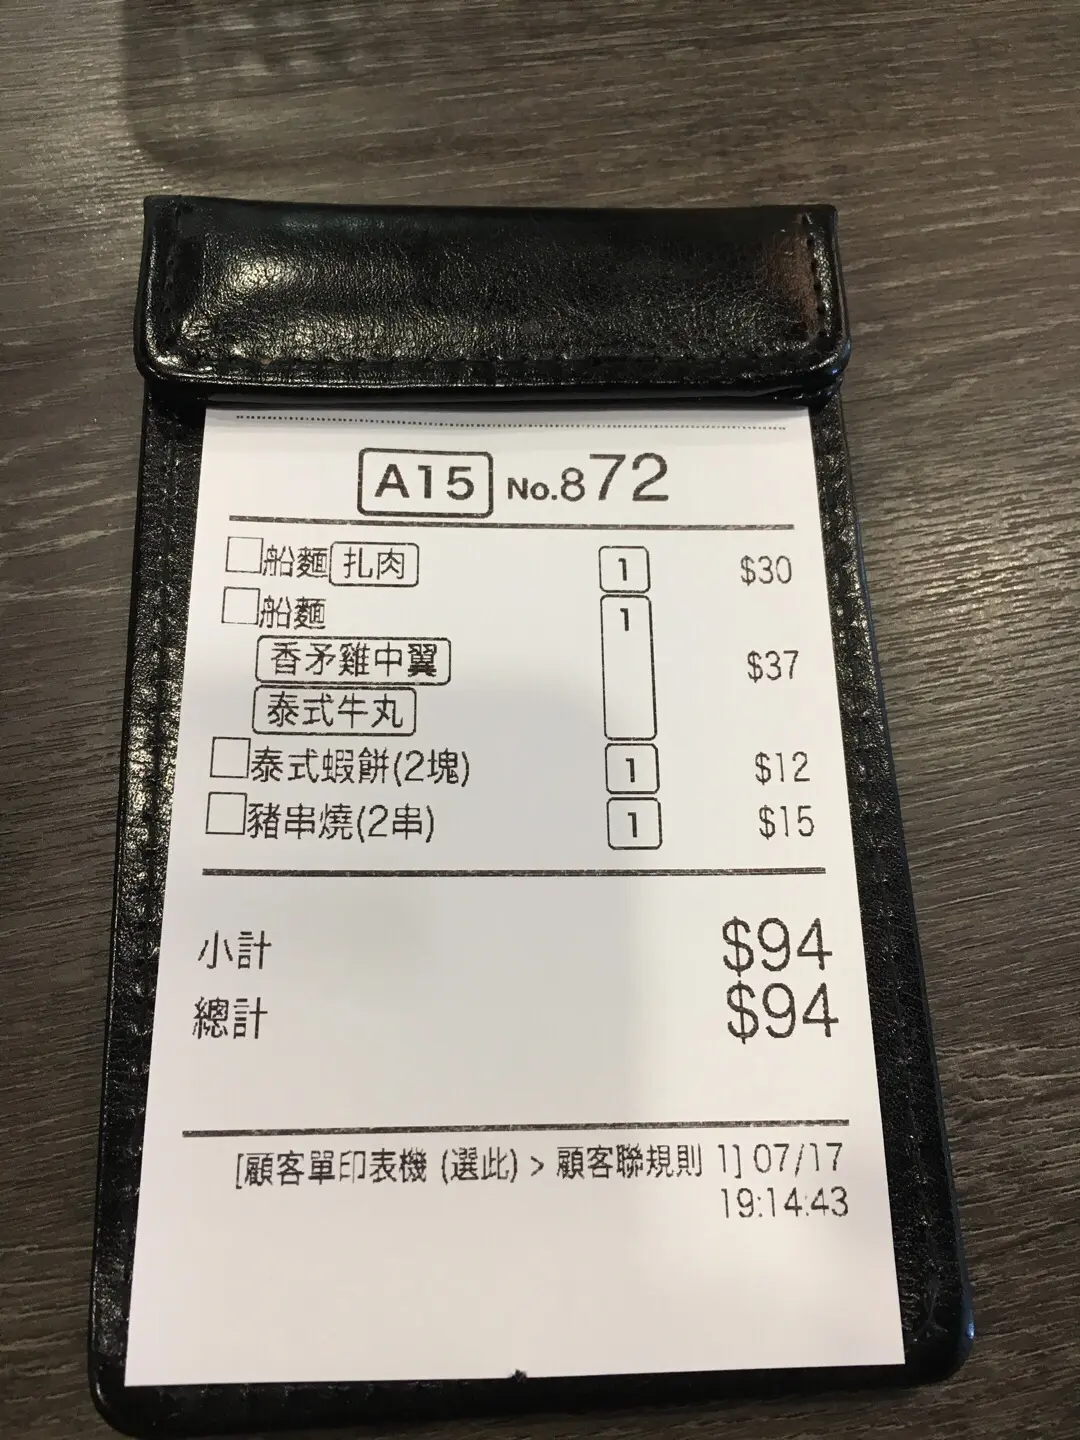 A15 No.872
船麵 扎肉 1 $30
船麵 1
香茅雞中翼 $37
泰式牛丸
泰式蝦餅(2塊) 1 $12
豬串燒(2串) 1 $15
小計 $94
總計 $94
[顧客單印表機 (選此) > 顧客聯規則 1] 07/17
19:14:43